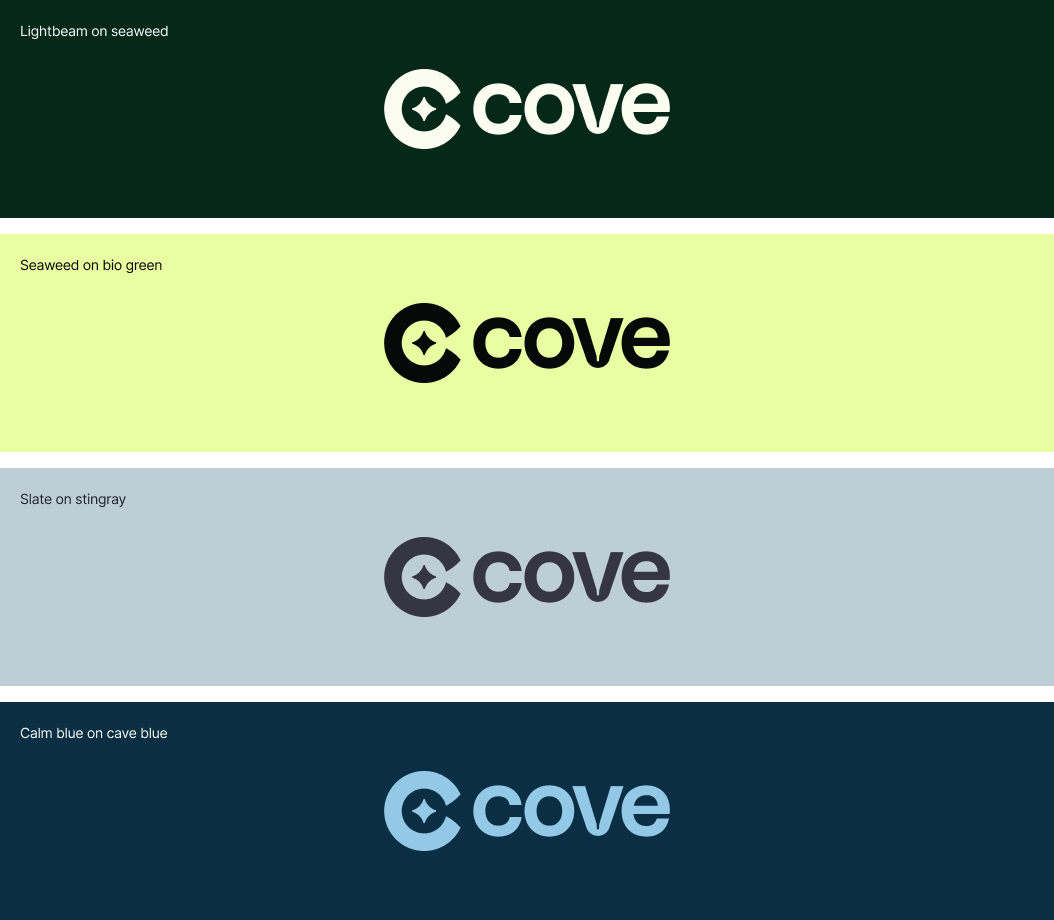 Lightbeam on seaweed
cove
Seaweed on bio green
cove
Slate on stingray
cove
Calm blue on cave blue
cove